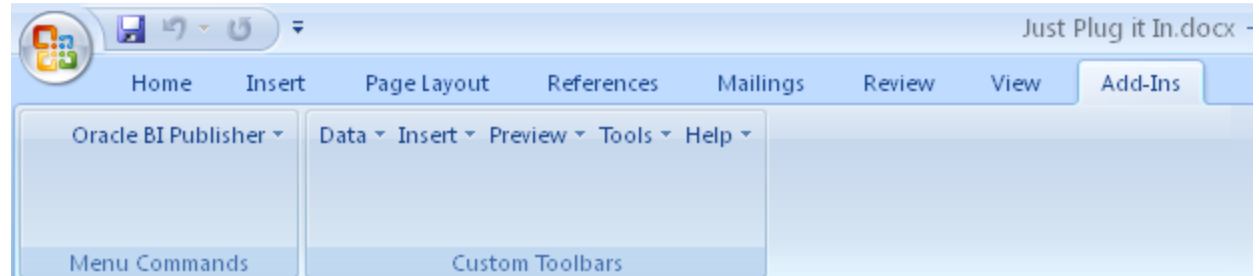 Just Plug it In.docx -
Home Insert Page Layout References Mailings Review View Add-Ins
Oracle BI Publisher Data Insert Preview Tools Help
Menu Commands Custom Toolbars